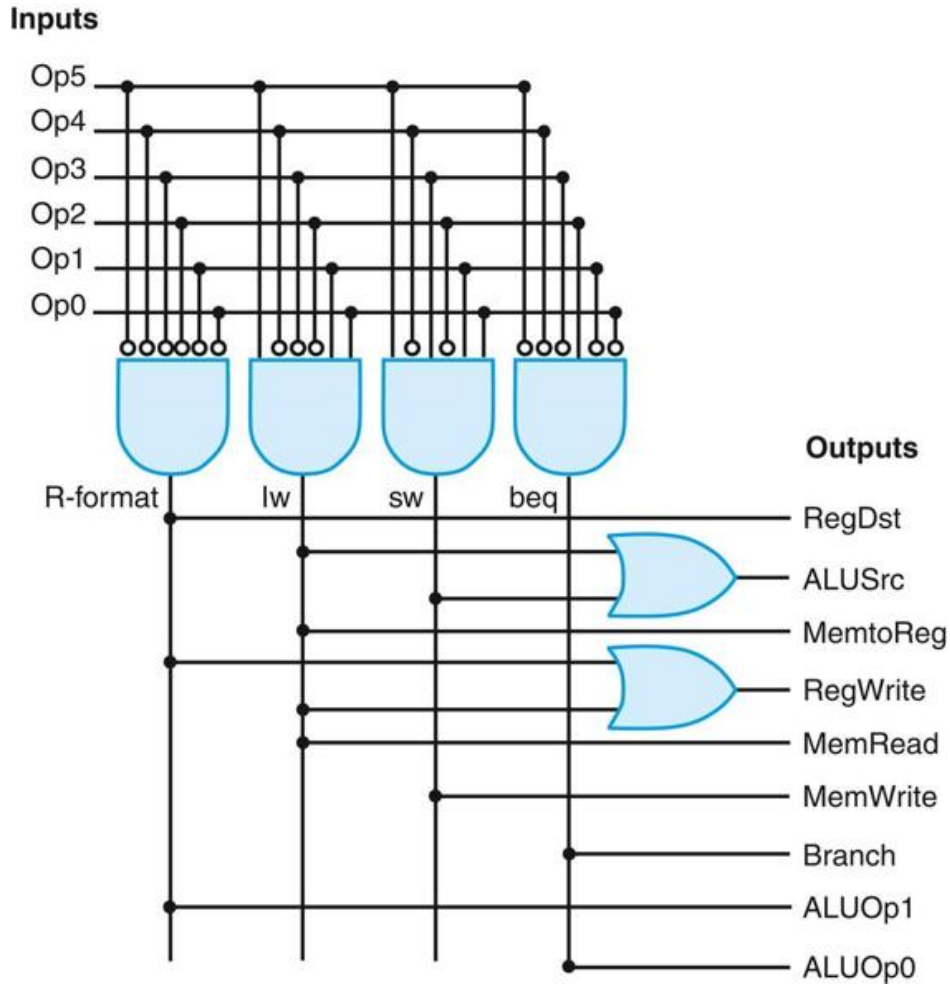 Inputs
Op5
Op4
Op3
Op2
Op1
Op0
Outputs
R-format lw sw beq
RegDst
ALUSrc
MemtoReg
RegWrite
MemRead
MemWrite
Branch
ALUOp1
ALUOp0